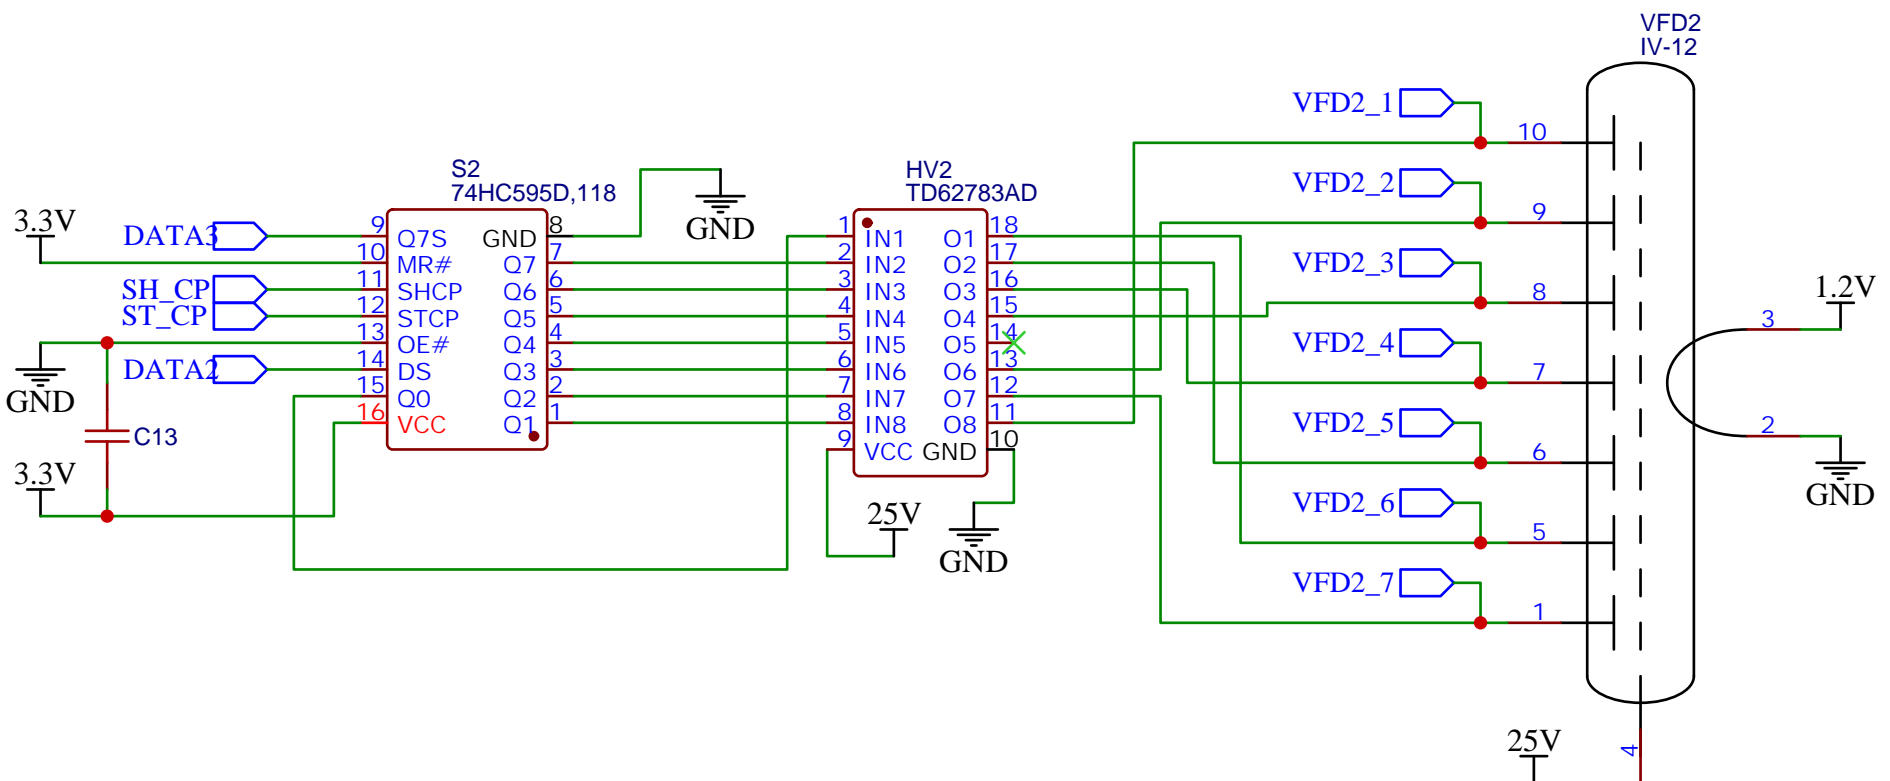 VFD2
IV-12
VFD2_1
10
VFD2_2
9
VFD2_3
8
VFD2_4
7
VFD2_5
6
VFD2_6
5
VFD2_7
1
1.2V
3
2
GND
4
25V
S2
74HC595D,118
3.3V
DATA3
9 Q7S GND 8
10 MR# Q7 7
SH_CP 11 SHCP Q6 6
ST_CP 12 STCP Q5 5
13 OE# Q4 4
DATA2 14 DS Q3 3
15 Q0 Q2 2
16 VCC Q1 1
GND
C13
3.3V
GND
HV2
TD62783AD
1 IN1 O1 18
2 IN2 O2 17
3 IN3 O3 16
4 IN4 O4 15
5 IN5 O5 14
6 IN6 O6 13
7 IN7 O7 12
8 IN8 O8 11
9 VCC GND 10
25V
GND